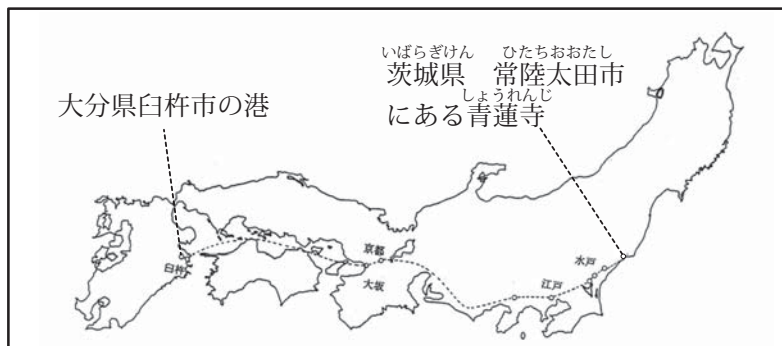 いばらぎけん ひたちおおたし
茨城県 常陸太田市
しょうれんじ
にある青蓮寺
大分県臼杵市の港
京都
水戸
臼杵
大坂
江戸